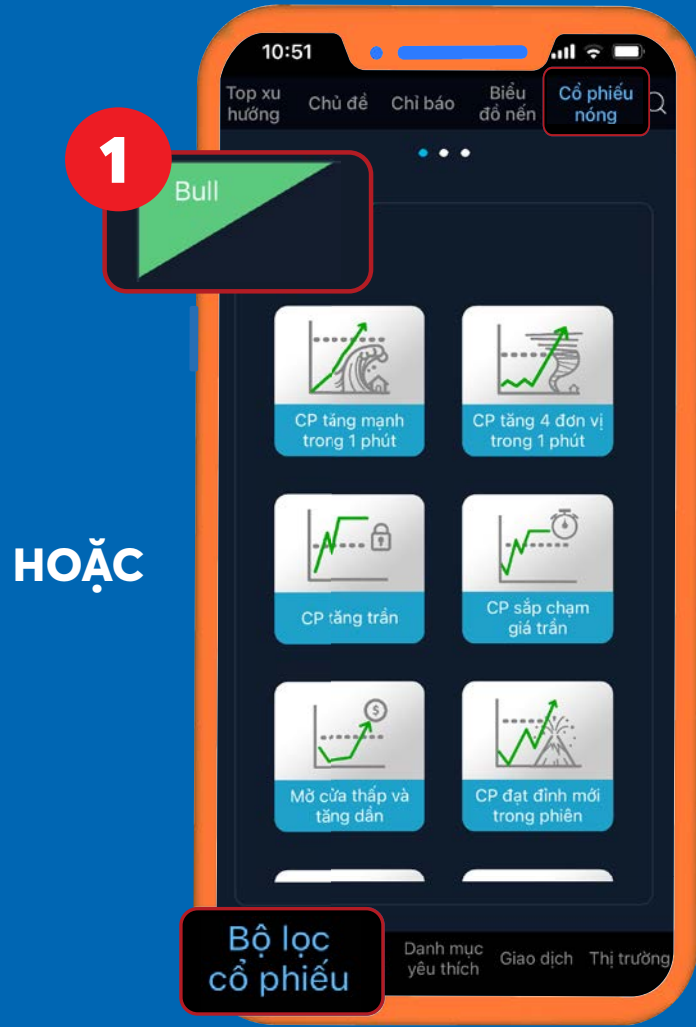 10:51
Top xu
hướng
Chủ đề
Chỉ báo
Biểu
đồ nến
Cổ phiếu
nóng
1
Bull
CP tăng mạnh
trong 1 phút
CP tăng 4 đơn vị
trong 1 phút
HOẶC
CP tăng trần
CP sắp chạm
giá trần
$
Mở cửa thấp và
tăng dần
CP đạt đỉnh mới
trong phiên
Bộ lọc
cổ phiếu
Danh mục
yêu thích
Giao dịch
Thị trường